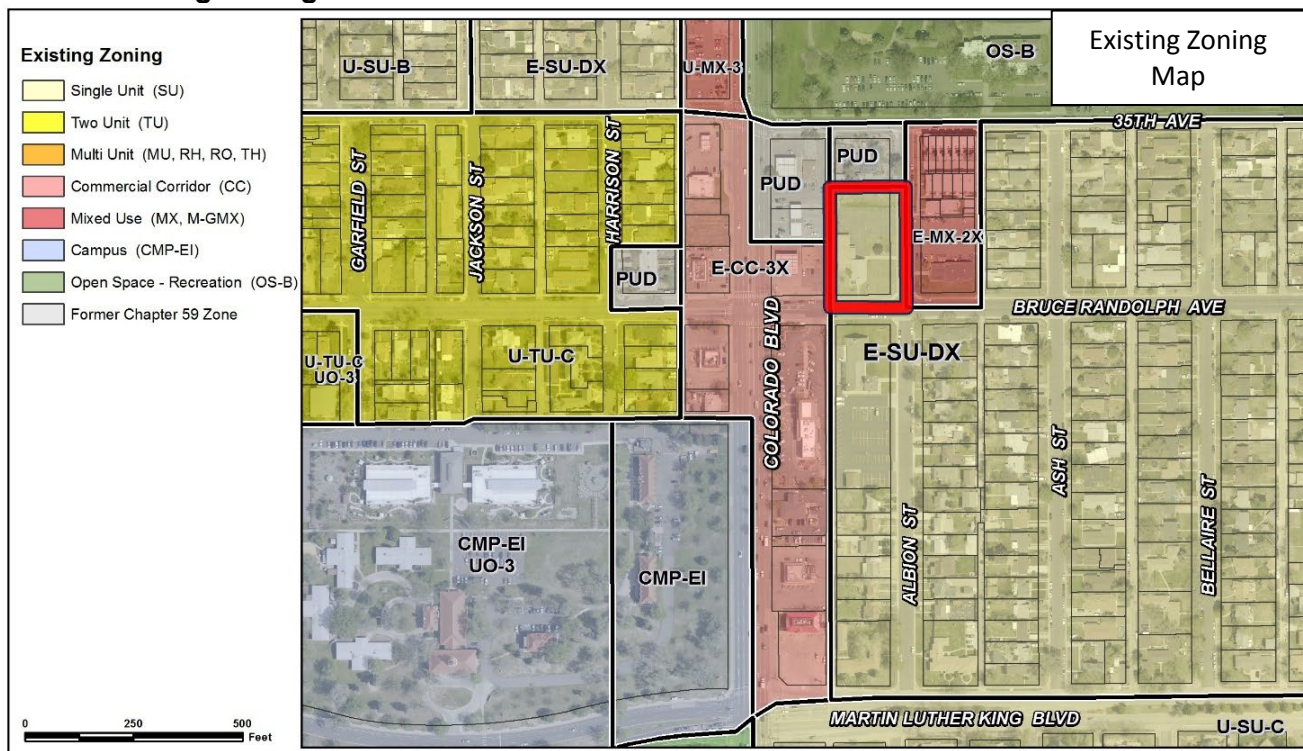 Existing Zoning
Single Unit (SU)
Two Unit (TU)
Multi Unit (MU, RH, RO, TH)
Commercial Corridor (CC)
Mixed Use (MX, M-GMX)
Campus (CMP-EI)
Open Space - Recreation (OS-B)
Former Chapter 59 Zone
0 250 500
Feet
Existing Zoning
Map
U-SU-B
E-SU-DX
U-MX-3
OS-B
35TH AVE
GARFIELD ST
JACKSON ST
HARRISON ST
PUD
PUD
PUD
E-MX-2X
E-CC-3X
BRUCE RANDOLPH AVE
U-TU-C
UO-3
U-TU-C
COLORADO BLVD
E-SU-DX
ALBION ST
ASH ST
BELLAIRE ST
CMP-EI
UO-3
CMP-EI
MARTIN LUTHER KING BLVD
U-SU-C